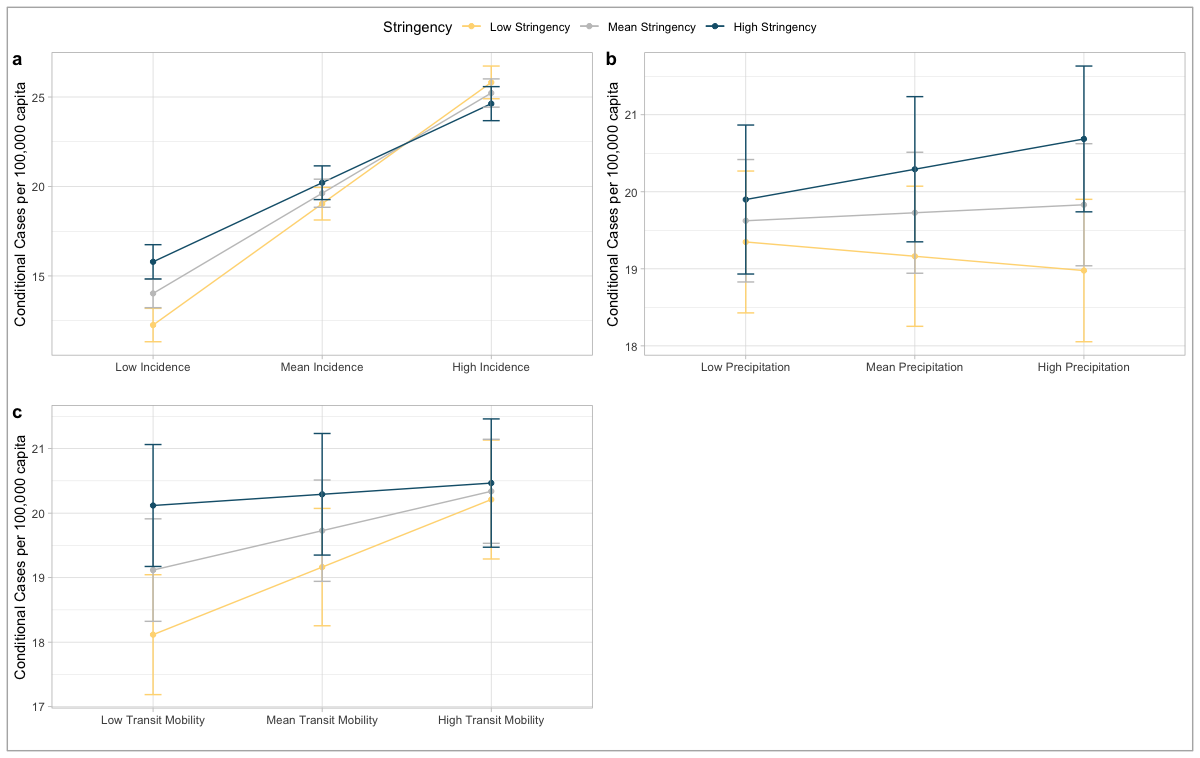 Stringency Low Stringency Mean Stringency High Stringency
a
Conditional Cases per 100,000 capita
25
20
15
Low Incidence Mean Incidence High Incidence
b
Conditional Cases per 100,000 capita
21
20
19
18
Low Precipitation Mean Precipitation High Precipitation
c
Conditional Cases per 100,000 capita
21
20
19
18
17
Low Transit Mobility Mean Transit Mobility High Transit Mobility